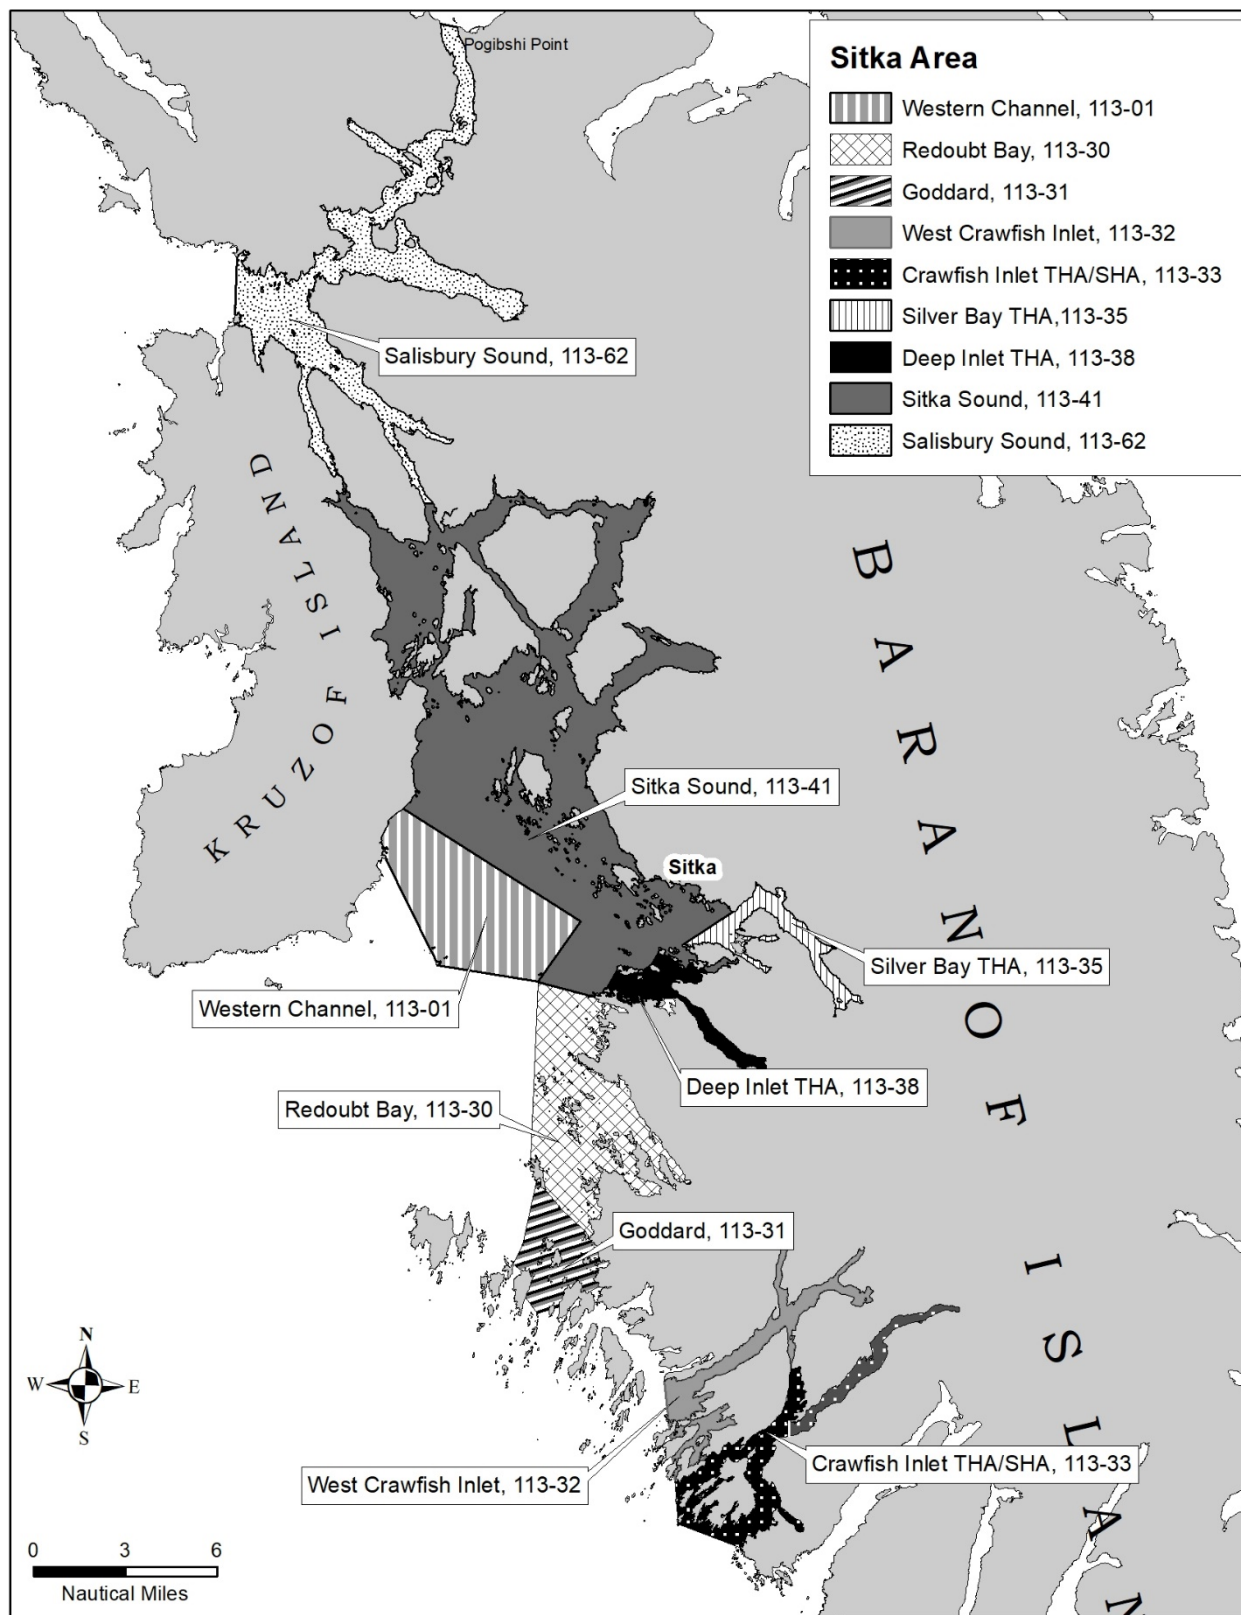 Pogibshi Point
Sitka Area
Western Channel, 113-01
Redoubt Bay, 113-30
Goddard, 113-31
West Crawfish Inlet, 113-32
Crawfish Inlet THA/SHA, 113-33
Silver Bay THA,113-35
Deep Inlet THA, 113-38
Sitka Sound, 113-41
Salisbury Sound, 113-62
Salisbury Sound, 113-62
KRUZOF ISLAND
BARANOF ISLAN
Sitka Sound, 113-41
Sitka
Silver Bay THA, 113-35
Western Channel, 113-01
Deep Inlet THA, 113-38
Redoubt Bay, 113-30
Goddard, 113-31
N
W E
S
West Crawfish Inlet, 113-32
Crawfish Inlet THA/SHA, 113-33
0 3 6
Nautical Miles